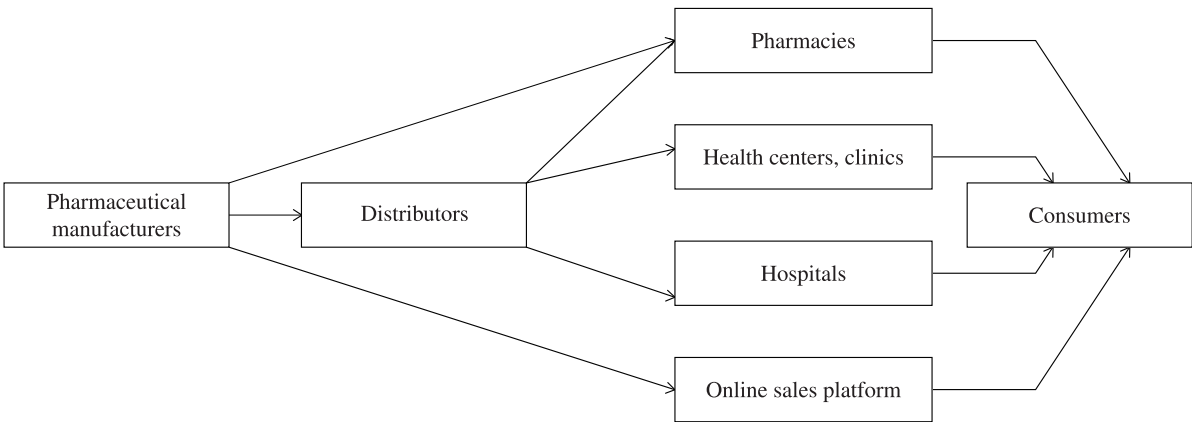 Pharmacies
Health centers, clinics
Pharmaceutical
manufacturers
Distributors
Consumers
Hospitals
Online sales platform